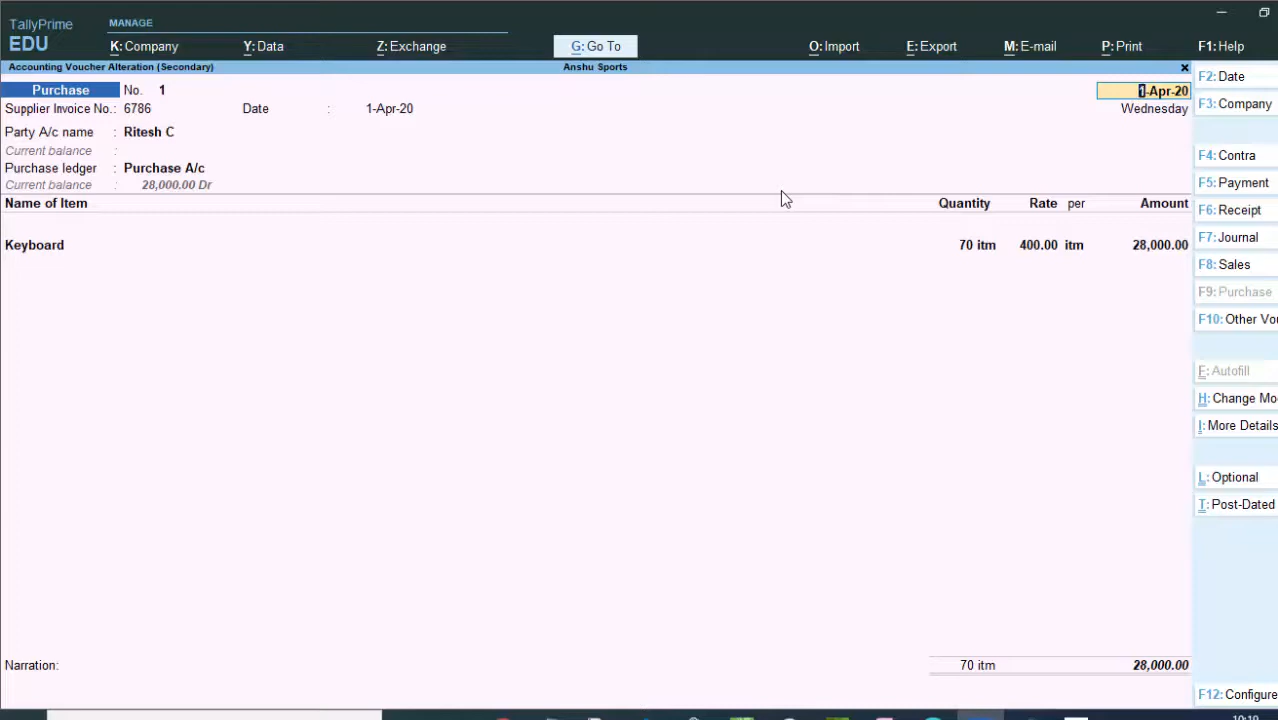 TallyPrime
EDU
MANAGE
K: Company
Y: Data
Z: Exchange
G: Go To
O: Import
E: Export
M: E-mail
P: Print
F1: Help
Accounting Voucher Alteration (Secondary)
Anshu Sports
Purchase No. 1
1-Apr-20
Supplier Invoice No.: 6786 Date : 1-Apr-20
Wednesday
Party A/c name : Ritesh C
Current balance :
Purchase ledger : Purchase A/c
Current balance : 28,000.00 Dr
Name of Item Quantity Rate per Amount
Keyboard 70 itm 400.00 itm 28,000.00
Narration: 70 itm 28,000.00
F2: Date
F3: Company
F4: Contra
F5: Payment
F6: Receipt
F7: Journal
F8: Sales
F9: Purchase
F10: Other Vou
F: Autofill
H: Change Mo
I: More Details
L: Optional
T: Post-Dated
F12: Configure